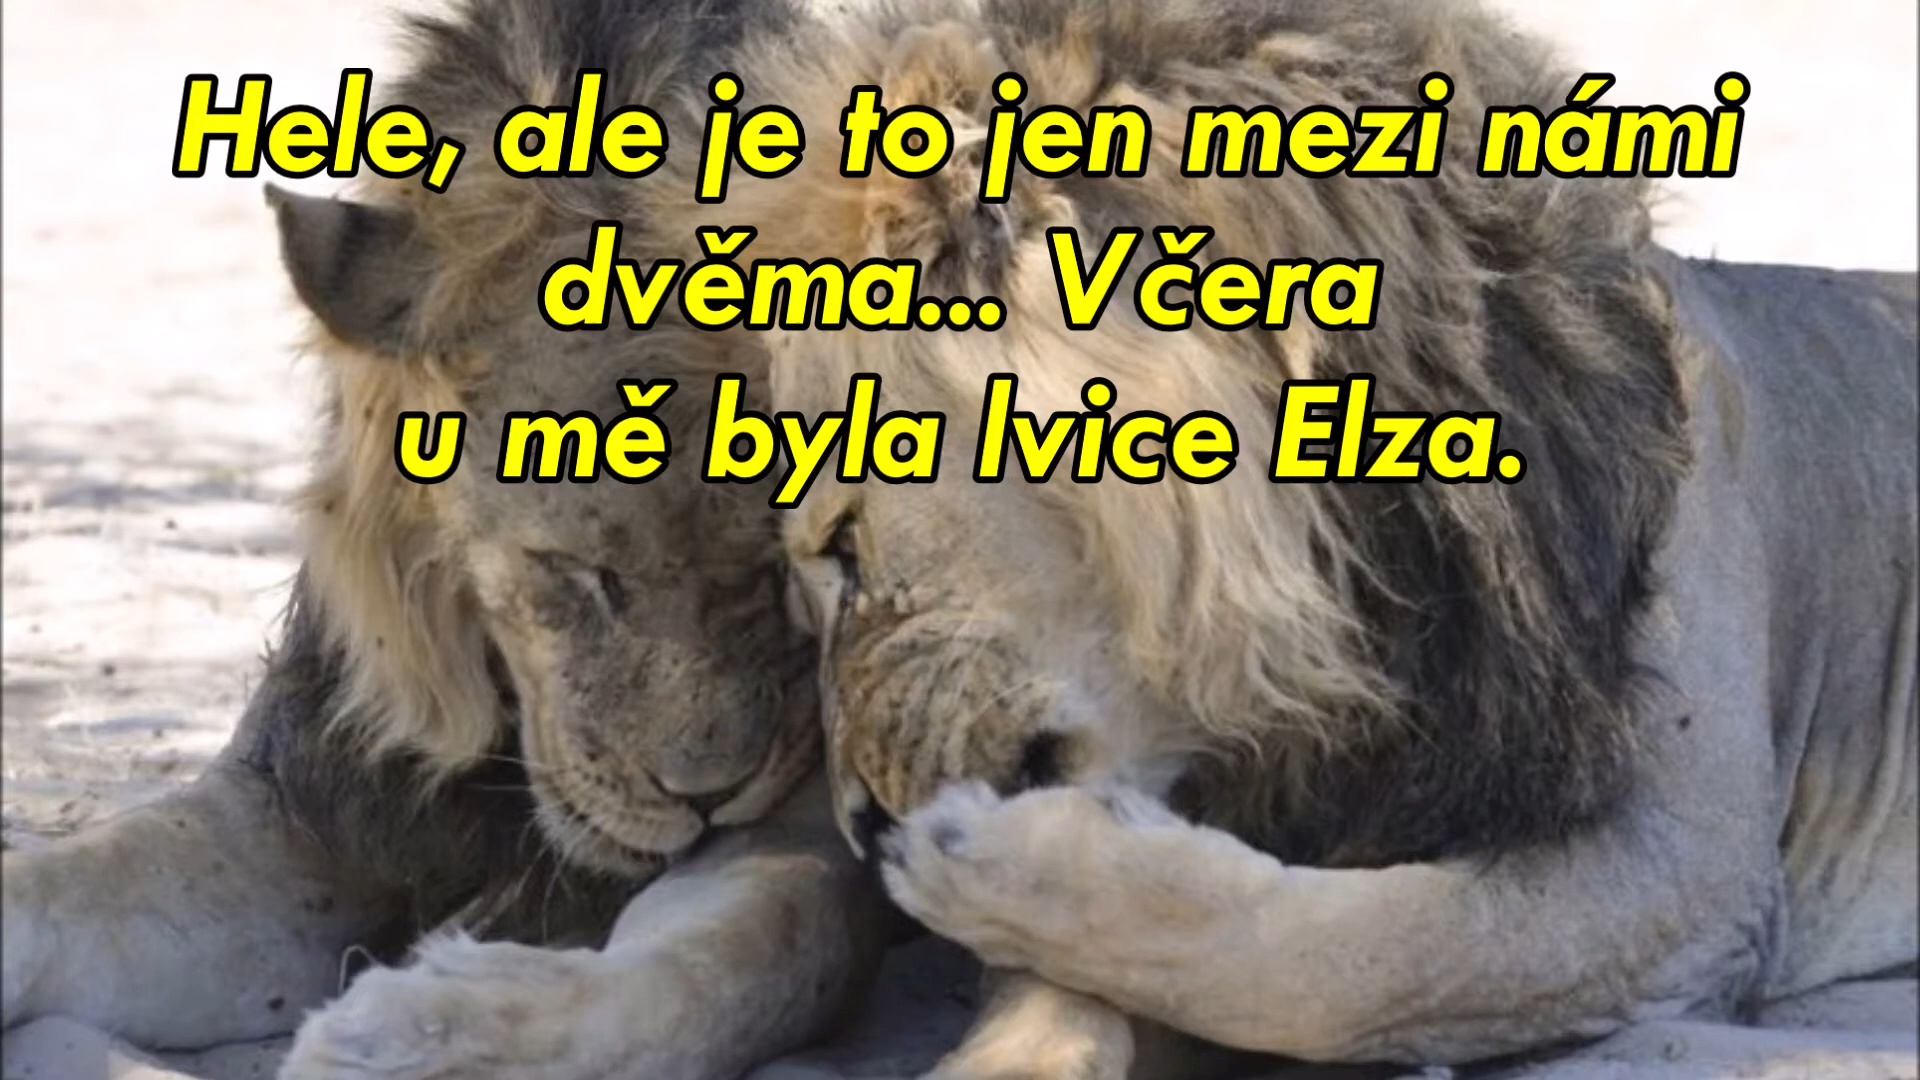 Hele, ale je to jen mezi námi
dvěma... Včera
u mě byla lvice Elza.